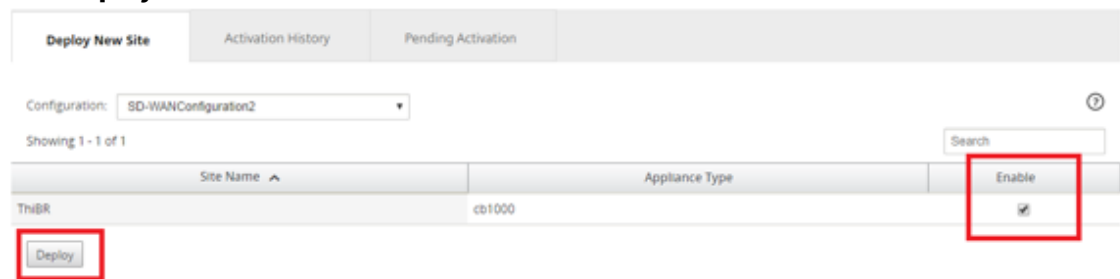 Deploy New Site Activation History Pending Activation
Configuration: SD-WANConfiguration2
Showing 1 - 1 of 1
Search
Site Name Appliance Type Enable
ThiBR cb1000
Deploy